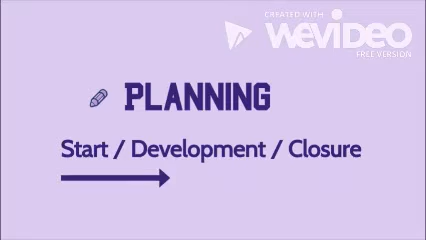 CREATED WITH
WEVIDEO
FREE VERSION
PLANNING
Start / Development / Closure